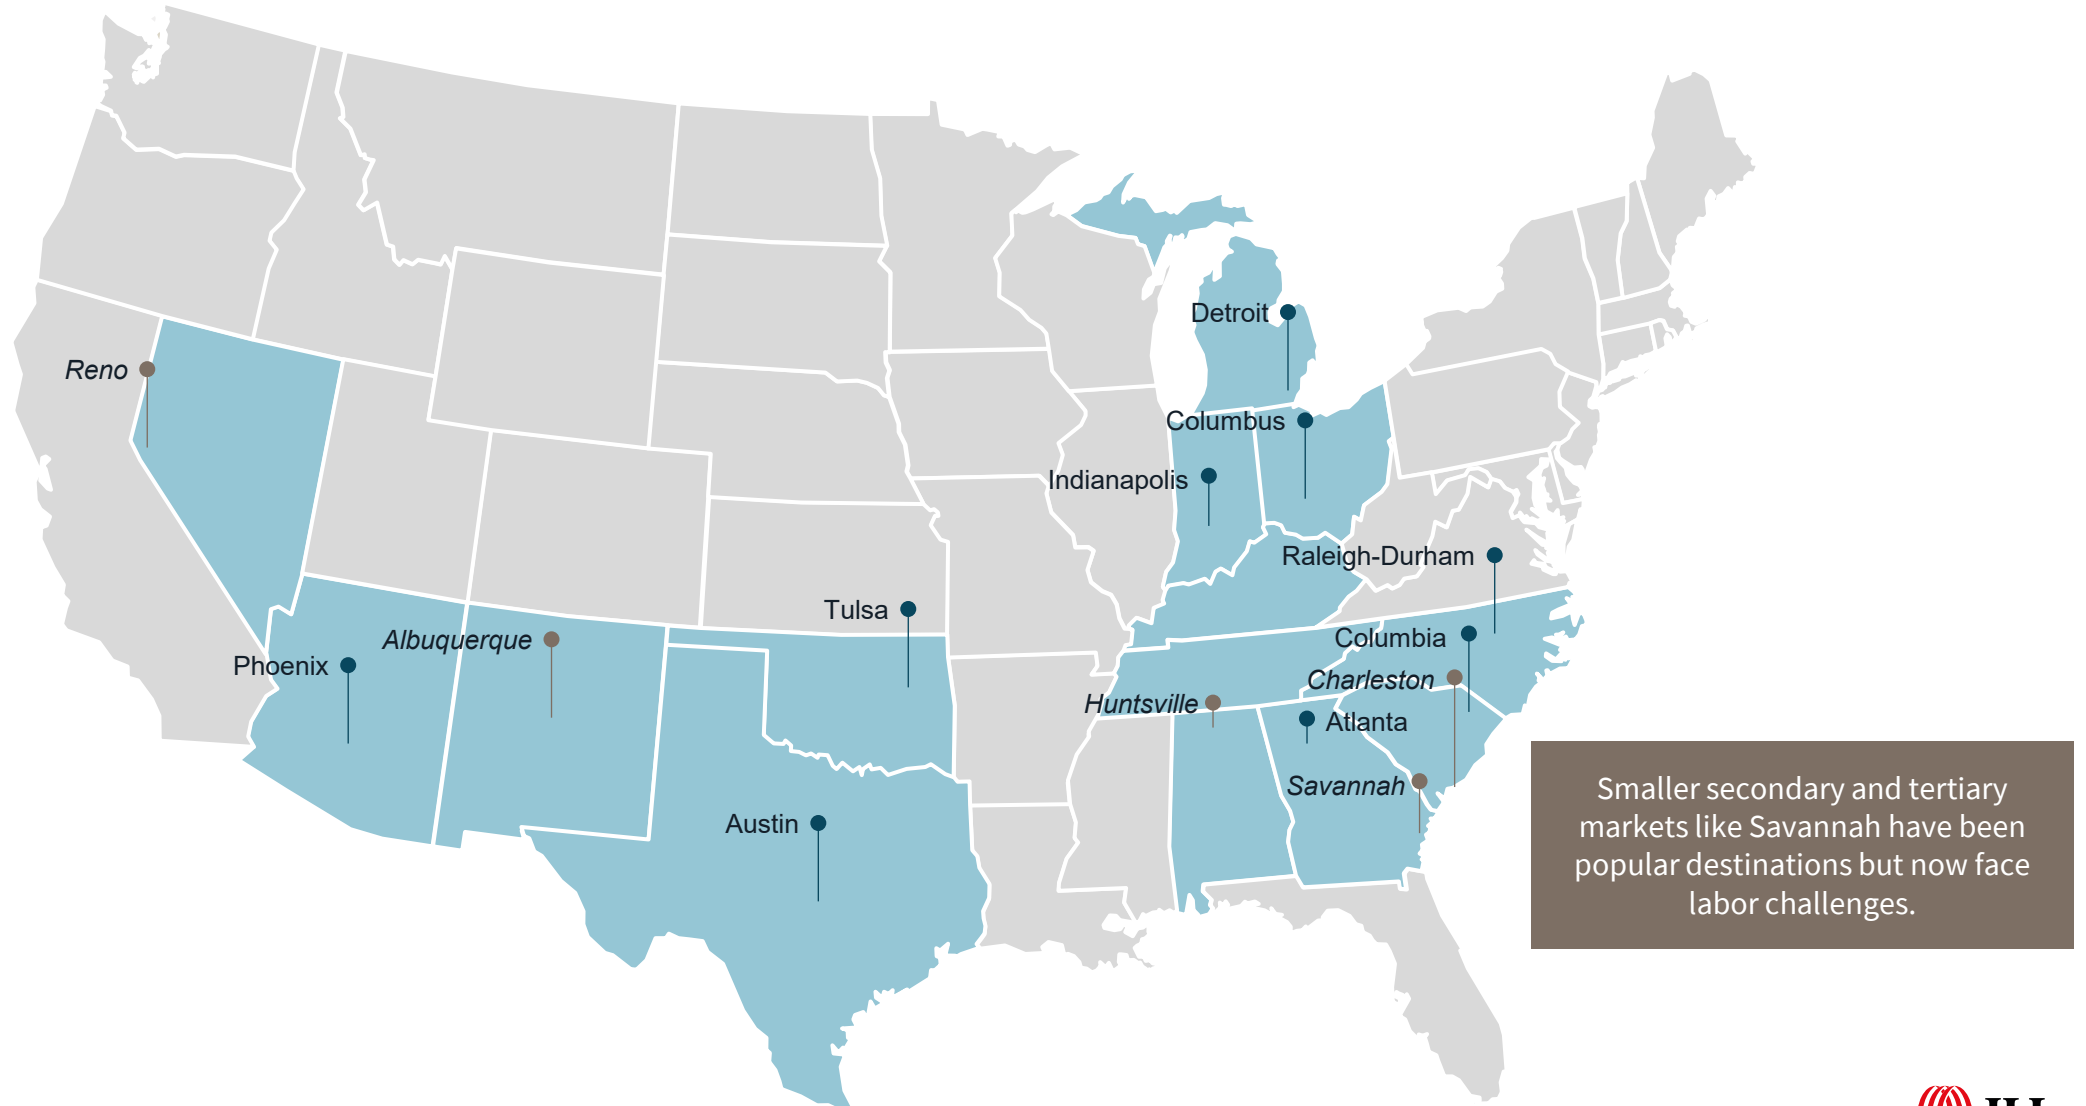 Detroit
Reno
Columbus
Indianapolis
Raleigh-Durham
Tulsa
Albuquerque
Columbia
Phoenix
Charleston
Huntsville
Atlanta
Savannah
Austin
Smaller secondary and tertiary
markets like Savannah have been
popular destinations but now face
labor challenges.